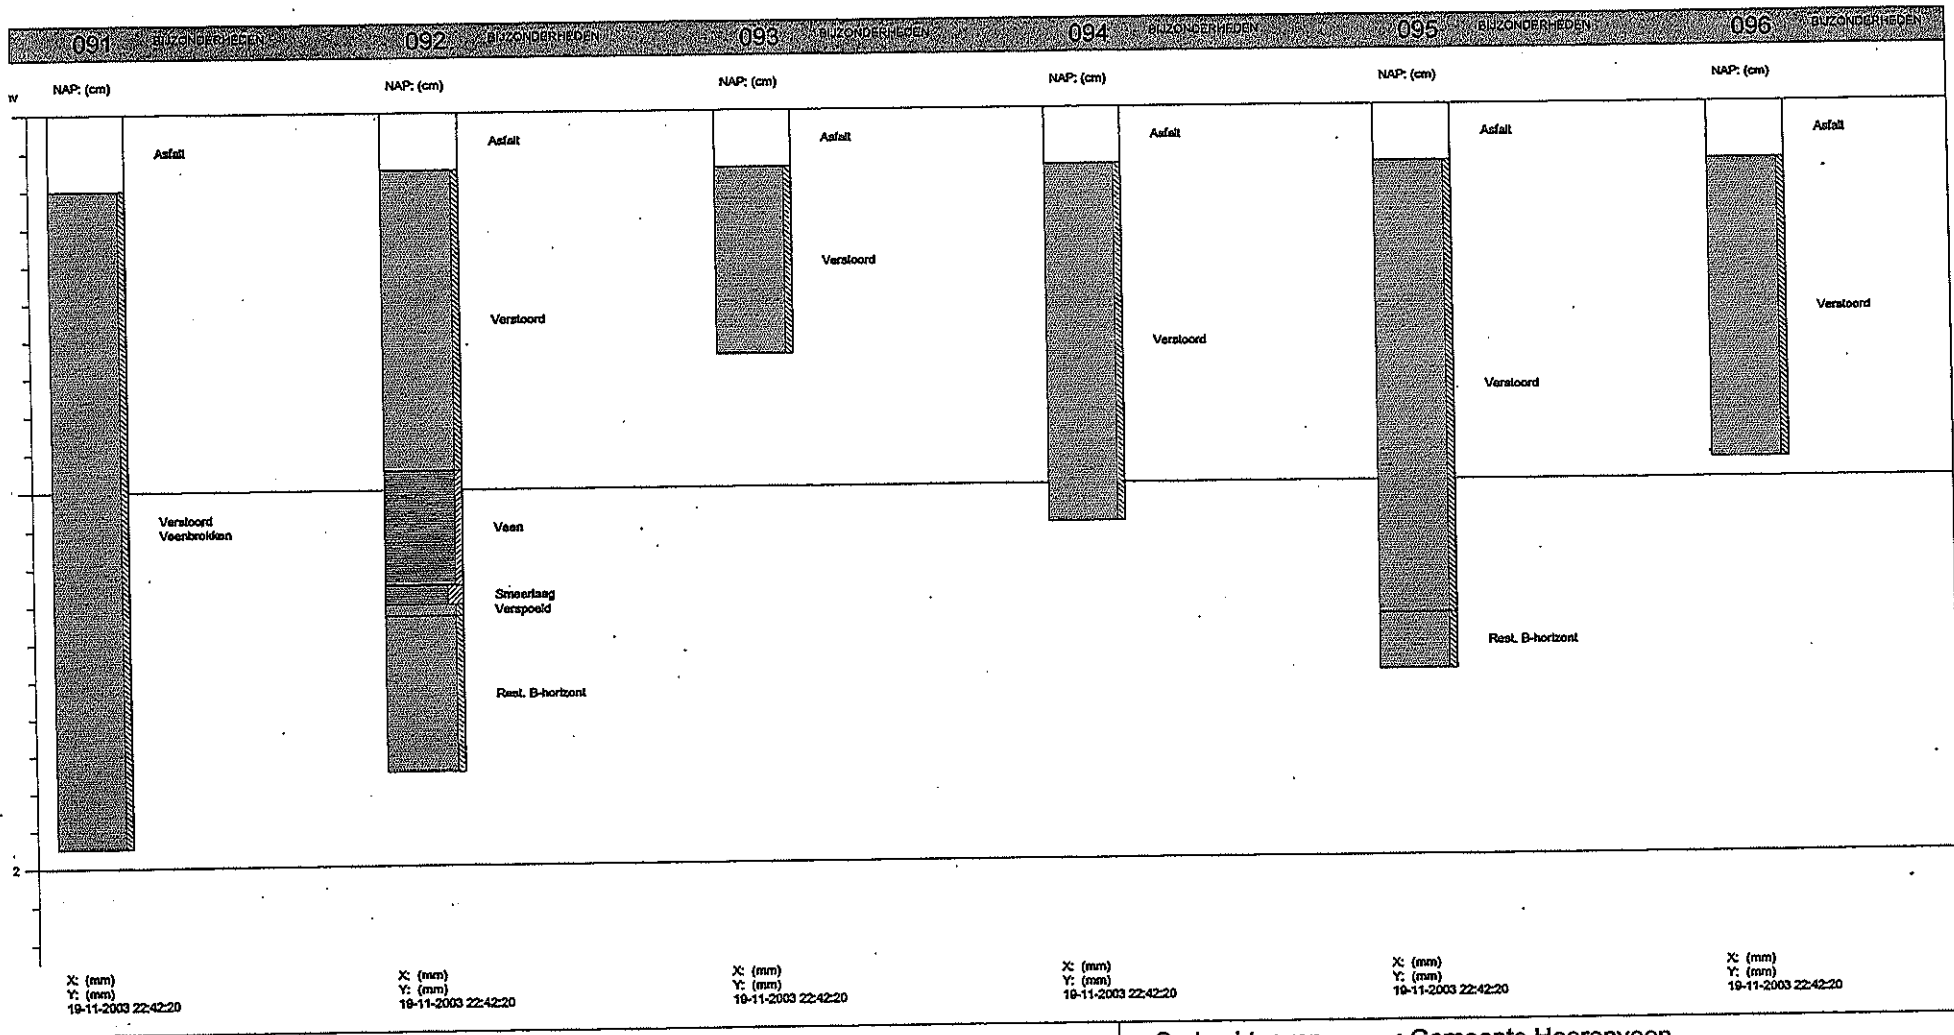 091 BIJZONDERHEDEN 092 BIJZONDERHEDEN 093 BIJZONDERHEDEN 094 BIJZONDERHEDEN 095 BIJZONDERHEDEN 096 BIJZONDERHEDEN
NAP: (cm) NAP: (cm) NAP: (cm) NAP: (cm) NAP: (cm) NAP: (cm)
Asfalt
Verstoord
Veenbrokken
Asfalt
Verstoord
Veen
Smeerlaag
Verspoeld
Rest. B-horizont
Asfalt
Verstoord
Asfalt
Verstoord
Asfalt
Verstoord
Rest. B-horizont
Asfalt
Verstoord
2
X: (mm) X: (mm) X: (mm) X: (mm) X: (mm) X: (mm)
Y: (mm) Y: (mm) Y: (mm) Y: (mm) Y: (mm) Y: (mm)
19-11-2003 22:42:20 19-11-2003 22:42:20 19-11-2003 22:42:20 19-11-2003 22:42:20 19-11-2003 22:42:20 19-11-2003 22:42:20
: Gemeente Heerenveen